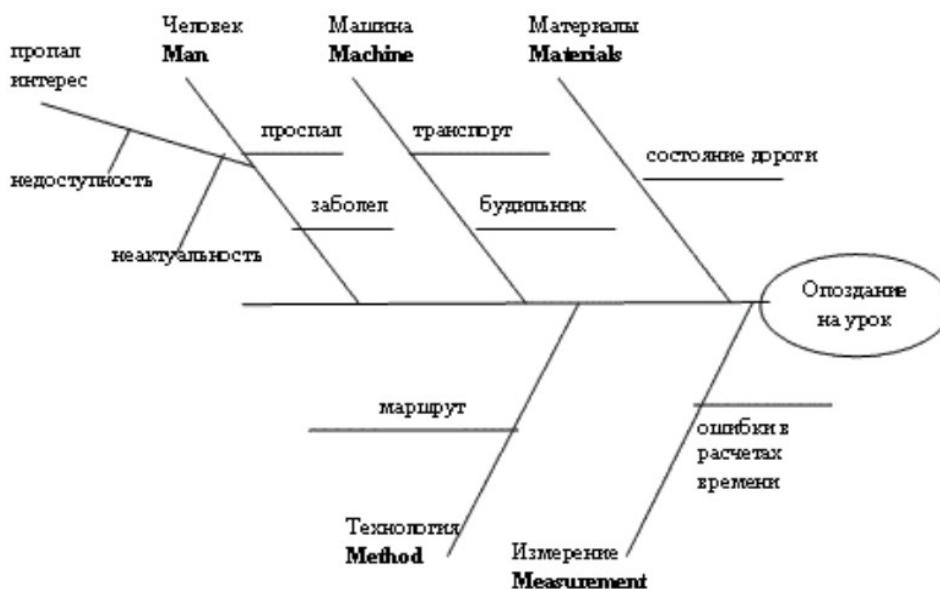 Человек
Man
Машина
Machine
Материалы
Materials
пропал
интерес
проспал
транспорт
состояние дороги
недоступность
заболел
будильник
неактуальность
Опоздание
на урок
маршрут
ошибки в
расчетах
времени
Технология
Method
Измерение
Measurement